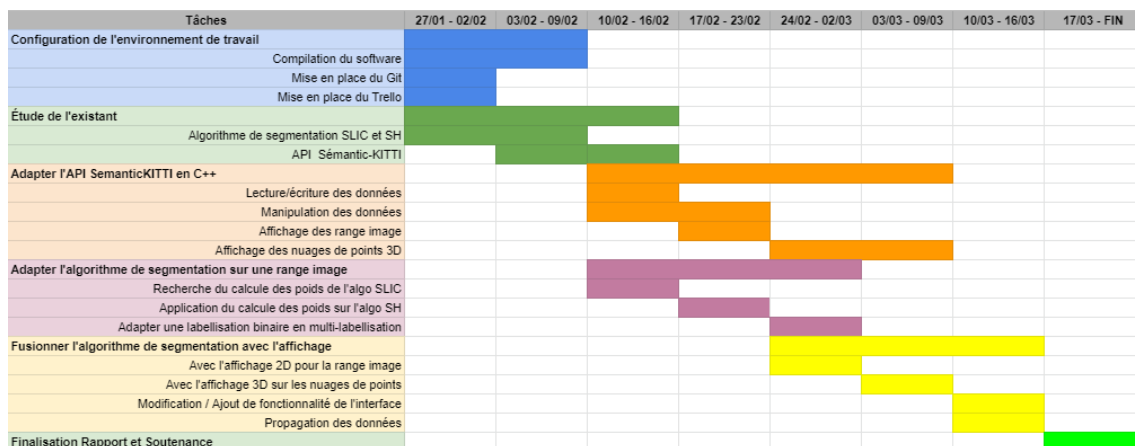 Tâches 27/01 - 02/02 03/02 - 09/02 10/02 - 16/02 17/02 - 23/02 24/02 - 02/03 03/03 - 09/03 10/03 - 16/03 17/03 - FIN
Configuration de l'environnement de travail
Compilation du software
Mise en place du Git
Mise en place du Trello
Étude de l'existant
Algorithme de segmentation SLIC et SH
API Sémantic-KITTI
Adapter l'API SemanticKITTI en C++
Lecture/écriture des données
Manipulation des données
Affichage des range image
Affichage des nuages de points 3D
Adapter l'algorithme de segmentation sur une range image
Recherche du calcule des poids de l'algo SLIC
Application du calcule des poids sur l'algo SH
Adapter une labellisation binaire en multi-labellisation
Fusionner l'algorithme de segmentation avec l'affichage
Avec l'affichage 2D pour la range image
Avec l'affichage 3D sur les nuages de points
Modification / Ajout de fonctionnalité de l'interface
Propagation des données
Finalisation Rapport et Soutenance